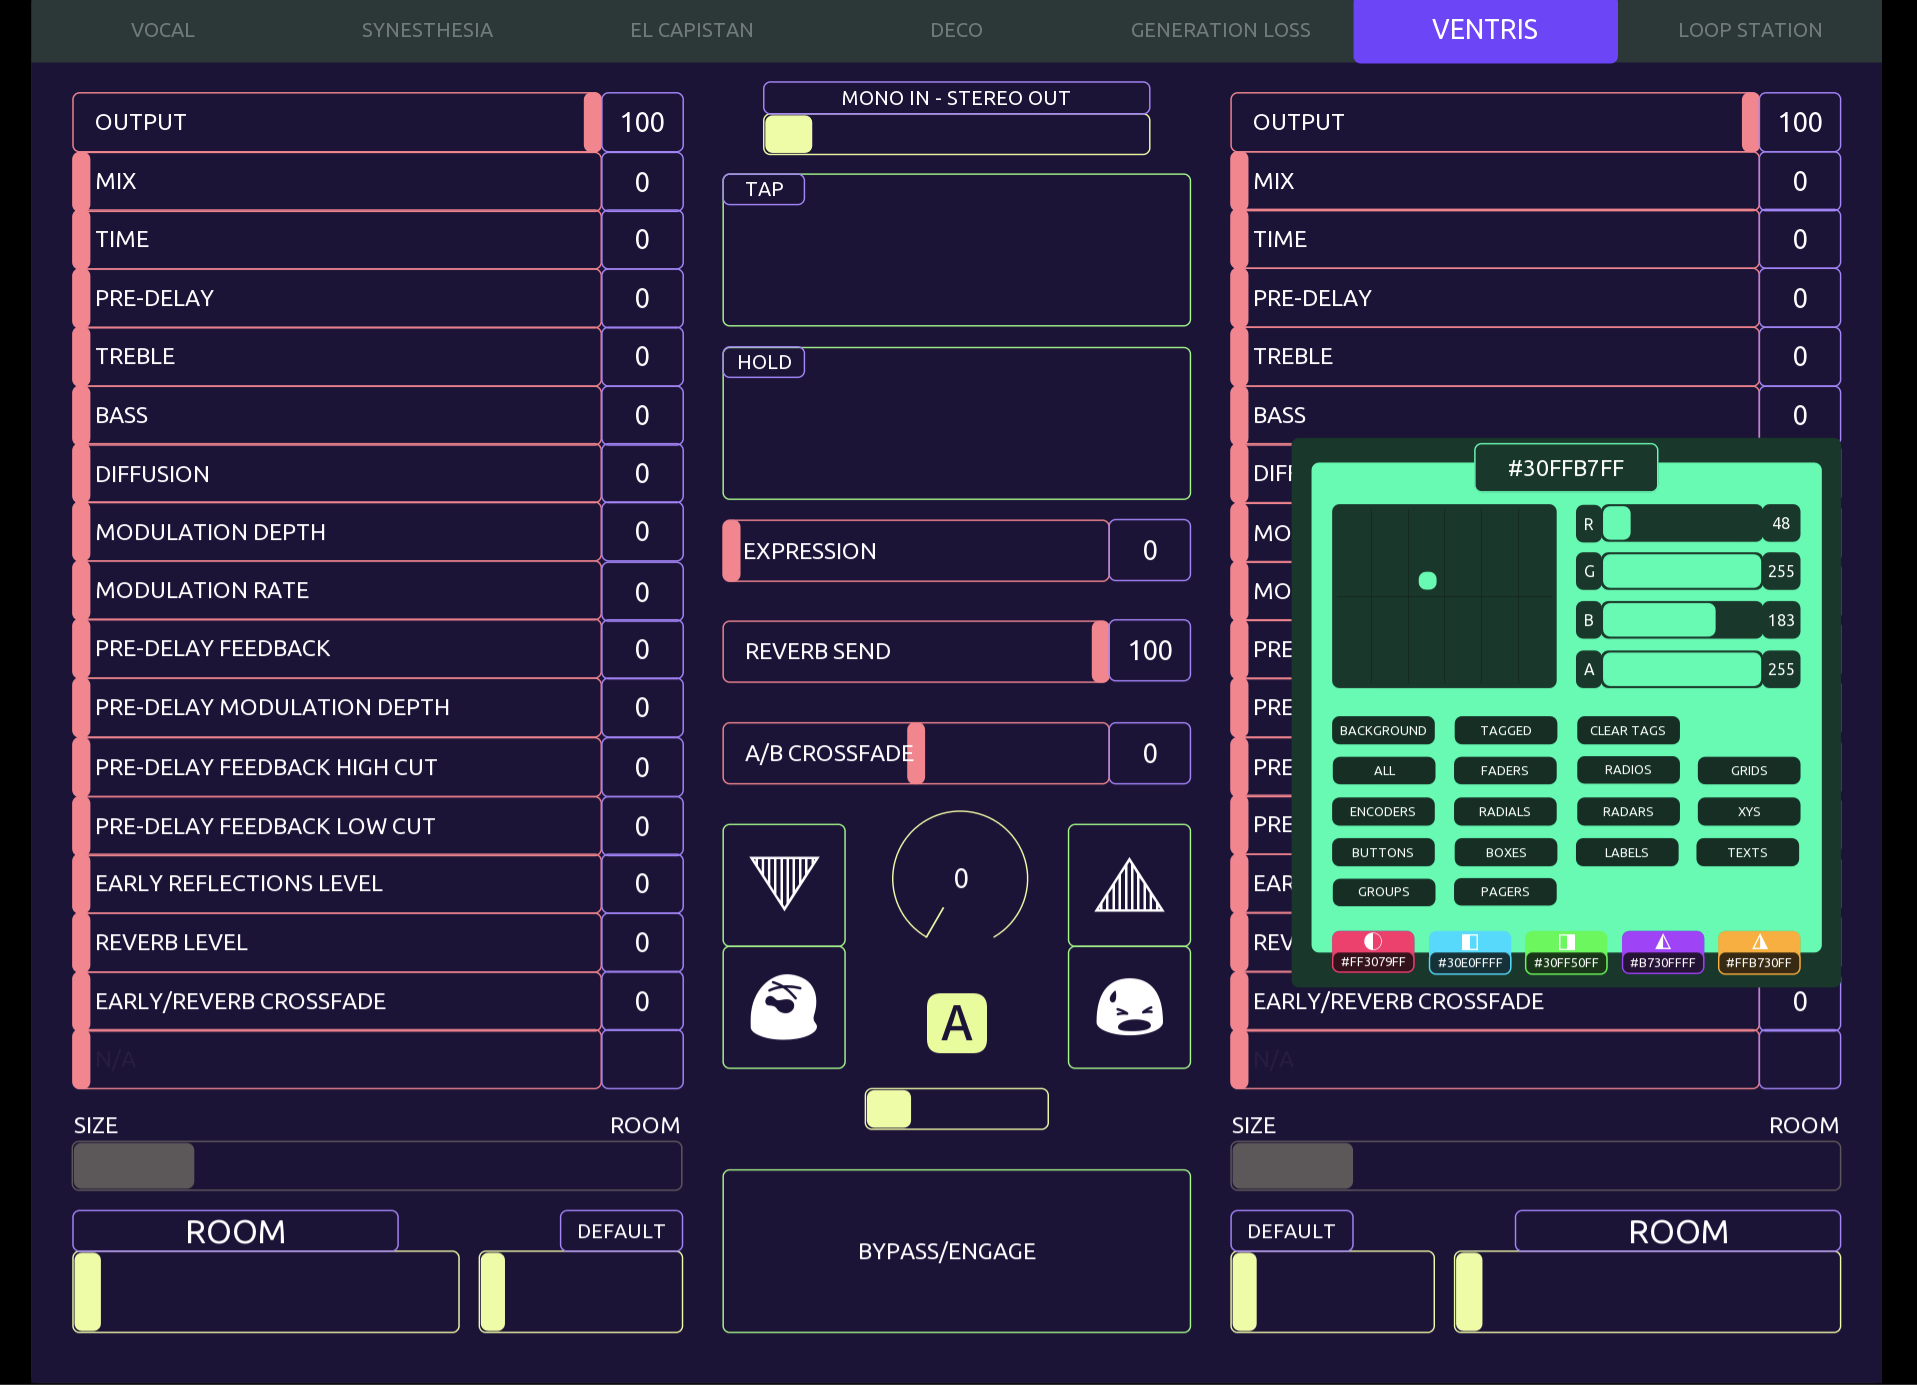 VOCAL
SYNESTHESIA
EL CAPISTAN
DECO
GENERATION LOSS
VENTRIS
LOOP STATION
OUTPUT 100
MIX 0
TIME 0
PRE-DELAY 0
TREBLE 0
BASS 0
DIFFUSION 0
MODULATION DEPTH 0
MODULATION RATE 0
PRE-DELAY FEEDBACK 0
PRE-DELAY MODULATION DEPTH 0
PRE-DELAY FEEDBACK HIGH CUT 0
PRE-DELAY FEEDBACK LOW CUT 0
EARLY REFLECTIONS LEVEL 0
REVERB LEVEL 0
EARLY/REVERB CROSSFADE 0
N/A
SIZE ROOM
ROOM
DEFAULT
MONO IN - STEREO OUT
TAP
HOLD
EXPRESSION 0
REVERB SEND 100
A/B CROSSFADE 0
0
A
BYPASS/ENGAGE
OUTPUT 100
MIX 0
TIME 0
PRE-DELAY 0
TREBLE 0
BASS 0
DIFF
MO
MO
PRE
PRE
PRE
PRE
EAR
REV
EARLY/REVERB CROSSFADE 0
N/A
SIZE ROOM
DEFAULT
ROOM
#30FFB7FF
R 48
G 255
B 183
A 255
BACKGROUND TAGGED CLEAR TAGS
ALL FADERS RADIOS GRIDS
ENCODERS RADIALS RADARS XYS
BUTTONS BOXES LABELS TEXTS
GROUPS PAGERS
#FF3079FF #30E0FFFF #30FF50FF #B730FFFF #FFB730FF